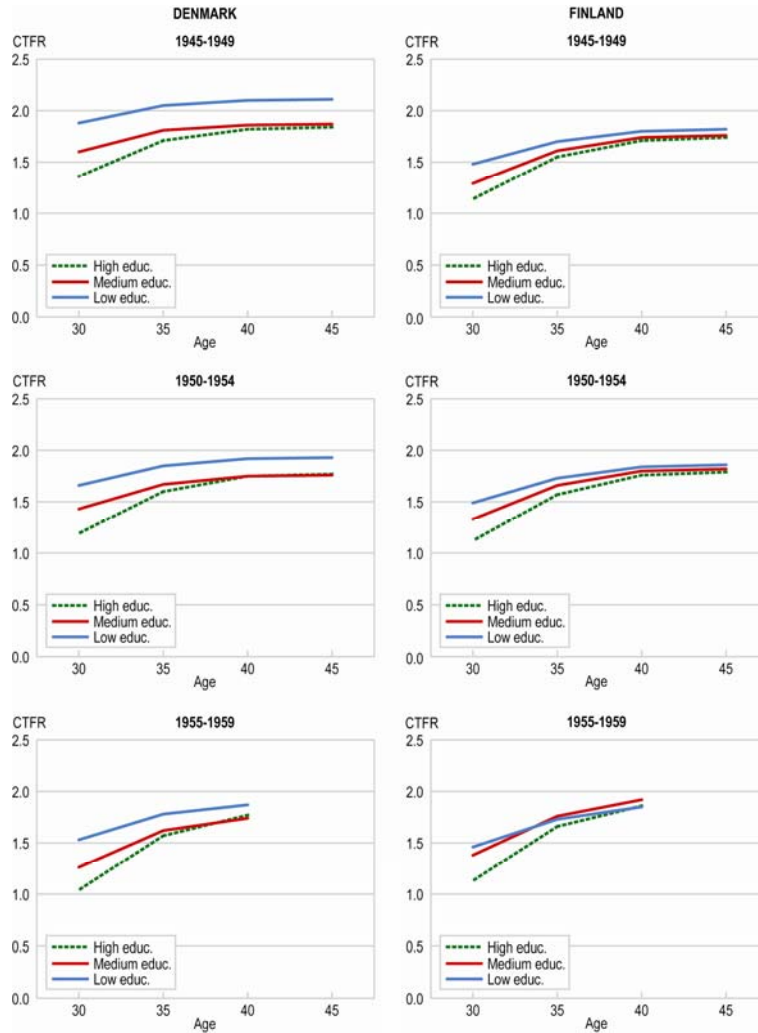 DENMARK
FINLAND
CTFR 1945-1949
2.5
2.0
1.5
1.0
0.5
0.0
High educ.
Medium educ.
Low educ.
30 35 40 45
Age
CTFR 1945-1949
2.5
2.0
1.5
1.0
0.5
0.0
High educ.
Medium educ.
Low educ.
30 35 40 45
Age
CTFR 1950-1954
2.5
2.0
1.5
1.0
0.5
0.0
High educ.
Medium educ.
Low educ.
30 35 40 45
Age
CTFR 1950-1954
2.5
2.0
1.5
1.0
0.5
0.0
High educ.
Medium educ.
Low educ.
30 35 40 45
Age
CTFR 1955-1959
2.5
2.0
1.5
1.0
0.5
0.0
High educ.
Medium educ.
Low educ.
30 35 40 45
Age
CTFR 1955-1959
2.5
2.0
1.5
1.0
0.5
0.0
High educ.
Medium educ.
Low educ.
30 35 40 45
Age